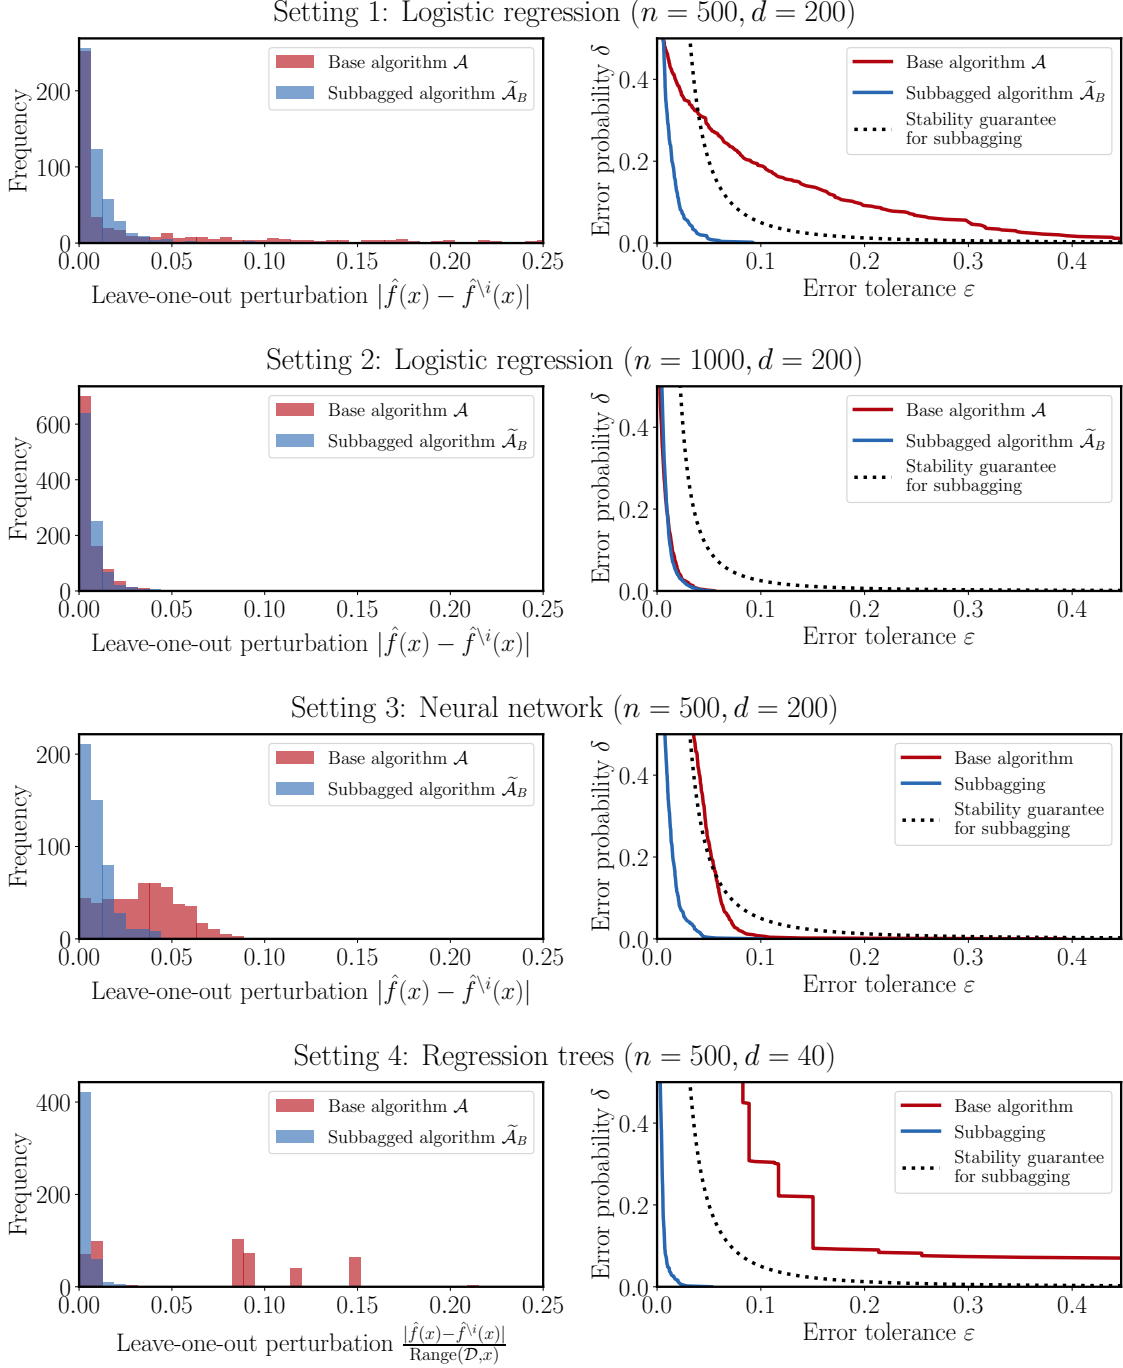 Setting 1: Logistic regression (n = 500, d = 200)
Frequency
200
100
0
0.00 0.05 0.10 0.15 0.20 0.25
Leave-one-out perturbation |f̂(x) − f̂^{\i}(x)|
Base algorithm 𝒜
Subbagged algorithm 𝒜̃_B
Error probability δ
0.4
0.2
0.0
0.0 0.1 0.2 0.3 0.4
Error tolerance ε
Base algorithm 𝒜
Subbagged algorithm 𝒜̃_B
Stability guarantee
for subbagging
Setting 2: Logistic regression (n = 1000, d = 200)
Frequency
600
400
200
0
0.00 0.05 0.10 0.15 0.20 0.25
Leave-one-out perturbation |f̂(x) − f̂^{\i}(x)|
Base algorithm 𝒜
Subbagged algorithm 𝒜̃_B
Error probability δ
0.4
0.2
0.0
0.0 0.1 0.2 0.3 0.4
Error tolerance ε
Base algorithm 𝒜
Subbagged algorithm 𝒜̃_B
Stability guarantee
for subbagging
Setting 3: Neural network (n = 500, d = 200)
Frequency
200
100
0
0.00 0.05 0.10 0.15 0.20 0.25
Leave-one-out perturbation |f̂(x) − f̂^{\i}(x)|
Base algorithm 𝒜
Subbagged algorithm 𝒜̃_B
Error probability δ
0.4
0.2
0.0
0.0 0.1 0.2 0.3 0.4
Error tolerance ε
Base algorithm
Subbagging
Stability guarantee
for subbagging
Setting 4: Regression trees (n = 500, d = 40)
Frequency
400
200
0
0.00 0.05 0.10 0.15 0.20 0.25
Leave-one-out perturbation |f̂(x)−f̂^{\i}(x)| / Range(𝒟,x)
Base algorithm 𝒜
Subbagged algorithm 𝒜̃_B
Error probability δ
0.4
0.2
0.0
0.0 0.1 0.2 0.3 0.4
Error tolerance ε
Base algorithm
Subbagging
Stability guarantee
for subbagging